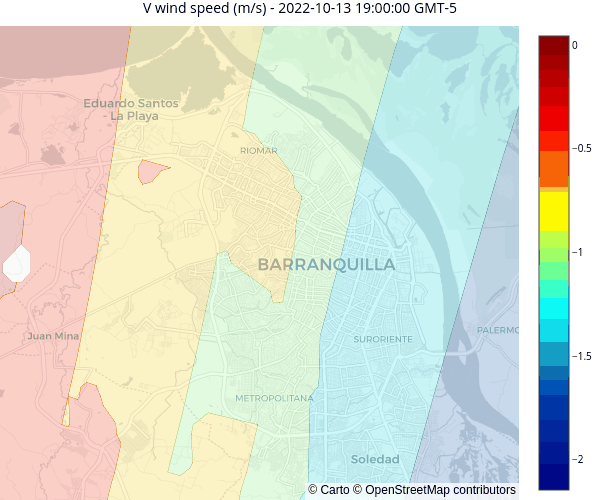 V wind speed (m/s) - 2022-10-13 19:00:00 GMT-5
0
Eduardo Santos
- La Playa
RIOMAR
−0.5
−1
BARRANQUILLA
Juan Mina
SURORIENTE
PALERMO
−1.5
METROPOLITANA
Soledad
−2
© Carto © OpenStreetMap contributors